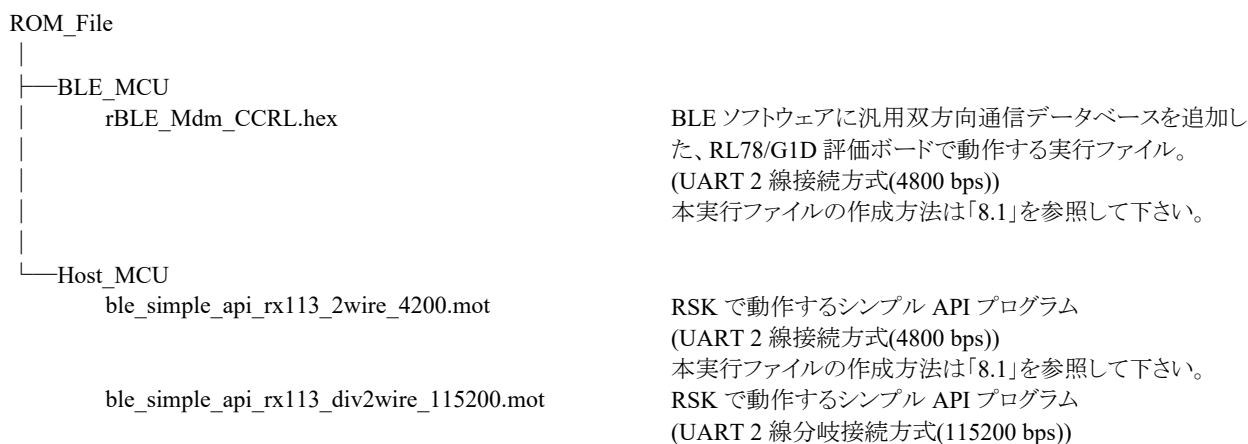 ROM_File
BLE_MCU
rBLE_Mdm_CCRL.hex
BLE ソフトウェアに汎用双方向通信データベースを追加し
た、RL78/G1D 評価ボードで動作する実行ファイル。
(UART 2 線接続方式(4800 bps))
本実行ファイルの作成方法は「8.1」を参照して下さい。
Host_MCU
ble_simple_api_rx113_2wire_4200.mot
RSK で動作するシンプル API プログラム
(UART 2 線接続方式(4800 bps))
本実行ファイルの作成方法は「8.1」を参照して下さい。
ble_simple_api_rx113_div2wire_115200.mot
RSK で動作するシンプル API プログラム
(UART 2 線分岐接続方式(115200 bps))